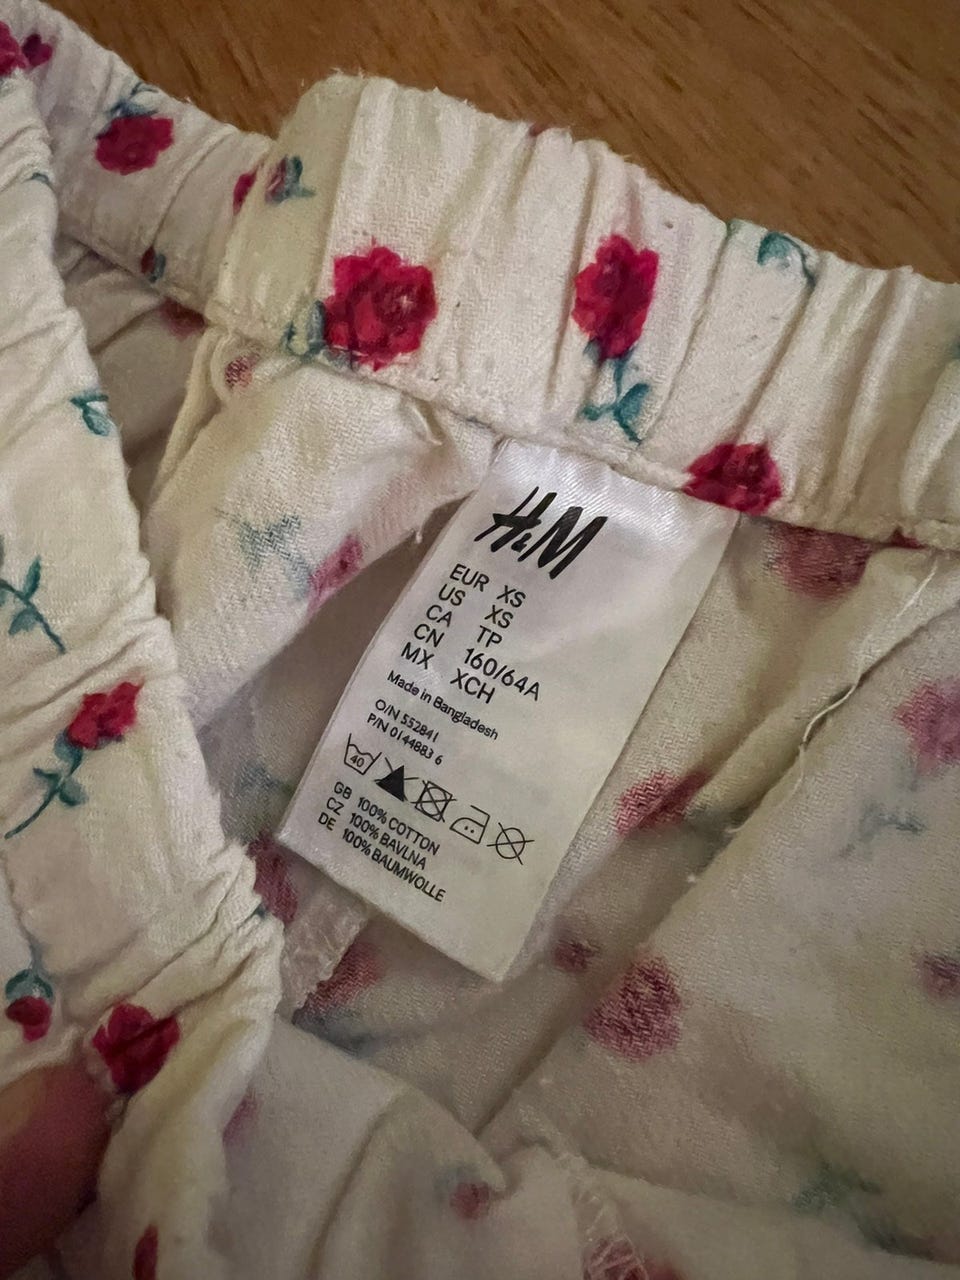 H&M
EUR XS
US XS
CA TP
CN 160/64A
MX XCH
Made in Bangladesh
O/N 552841
P/N 0144883 6
40
GB 100% COTTON
CZ 100% BAVLNA
DE 100% BAUMWOLLE